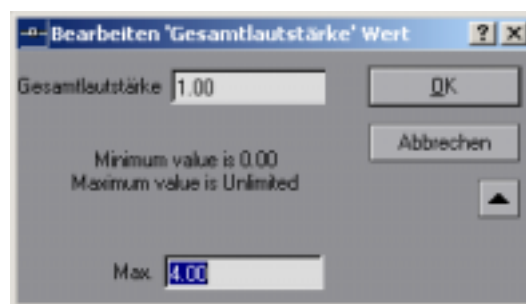 Bearbeiten 'Gesamtlautstärke' Wert
Gesamtlautstärke 1.00
OK
Abbrechen
Minimum value is 0.00
Maximum value is Unlimited
Max. 4.00